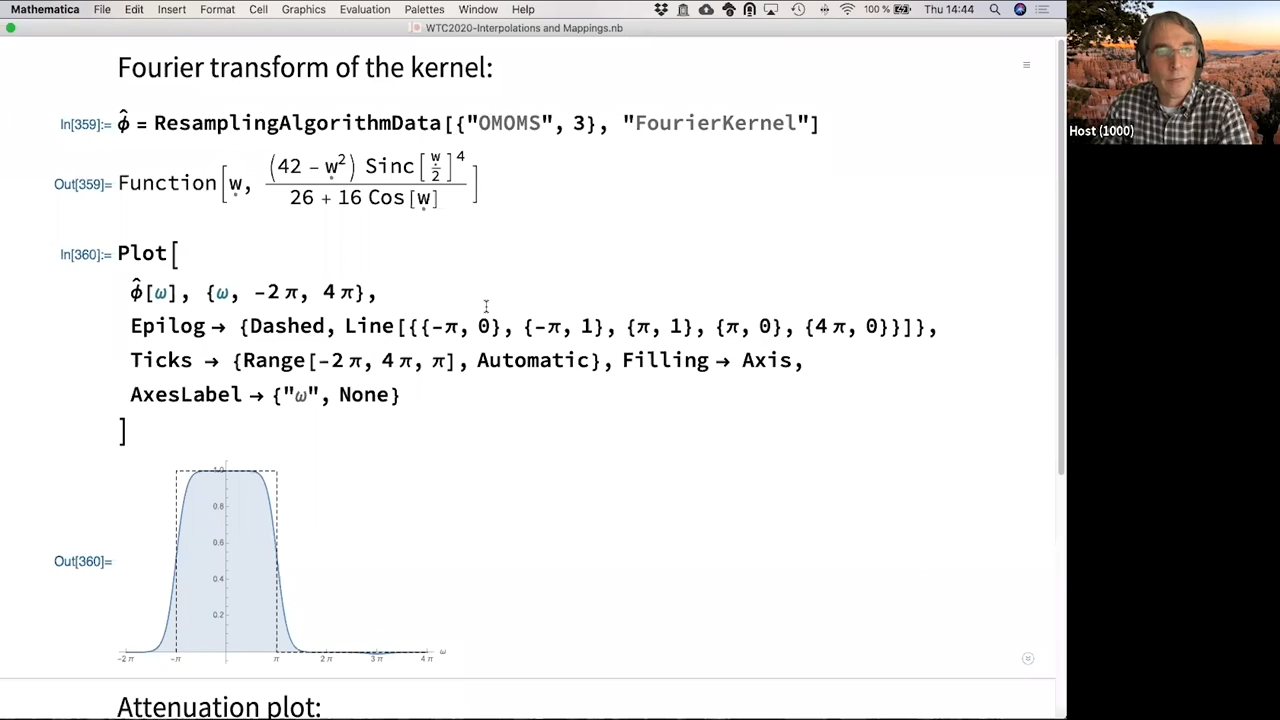 Mathematica File Edit Insert Format Cell Graphics Evaluation Palettes Window Help 100 % Thu 14:44
WTC2020-Interpolations and Mappings.nb
Host (1000)
Fourier transform of the kernel:
In[359]:= ϕ̂ = ResamplingAlgorithmData[{"OMOMS", 3}, "FourierKernel"]
Out[359]= Function[w, ((42 - w^2) Sinc[w/2]^4)/(26 + 16 Cos[w])]
In[360]:= Plot[
ϕ̂[ω], {ω, -2 π, 4 π},
Epilog → {Dashed, Line[{{-π, 0}, {-π, 1}, {π, 1}, {π, 0}, {4 π, 0}}]},
Ticks → {Range[-2 π, 4 π, π], Automatic}, Filling → Axis,
AxesLabel → {"ω", None}
]
Out[360]=
1.0
0.8
0.6
0.4
0.2
-2 π -π π 2 π 3 π 4 π ω
Attenuation plot: